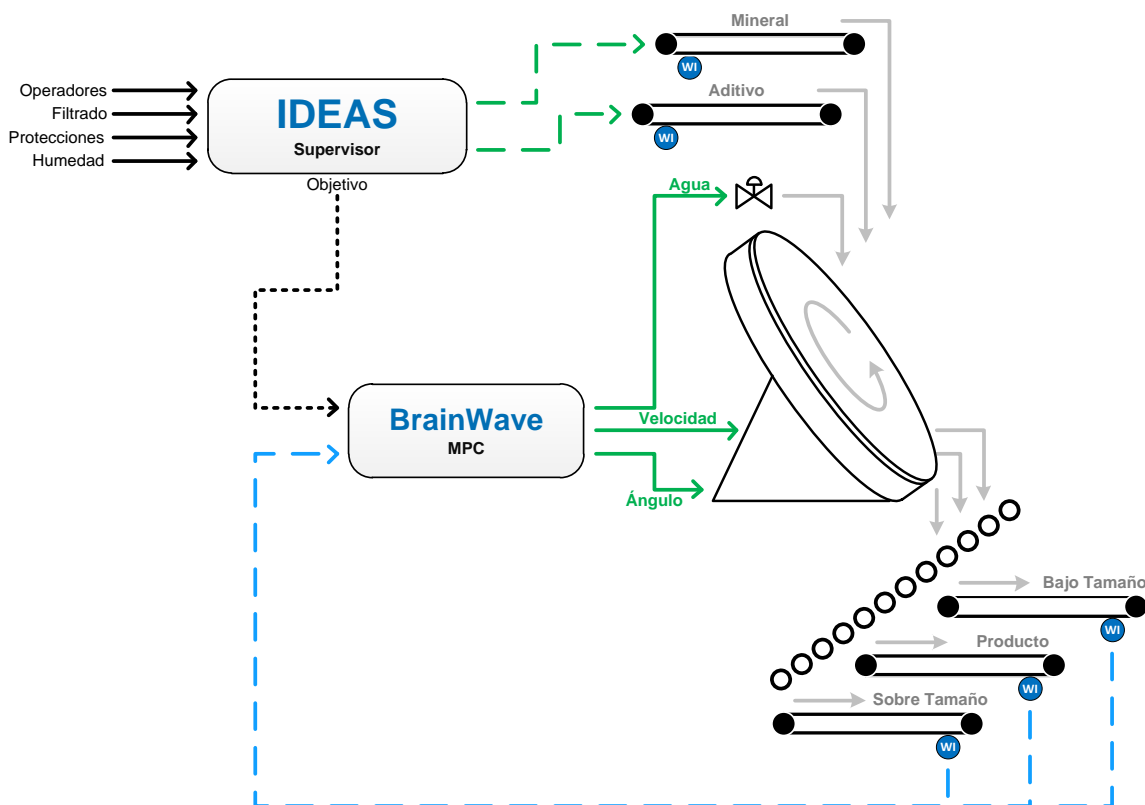 Mineral
WI
Aditivo
WI
Operadores
Filtrado
Protecciones
Humedad
IDEAS
Supervisor
Objetivo
Agua
BrainWave
MPC
Velocidad
Ángulo
Bajo Tamaño
WI
Producto
WI
Sobre Tamaño
WI